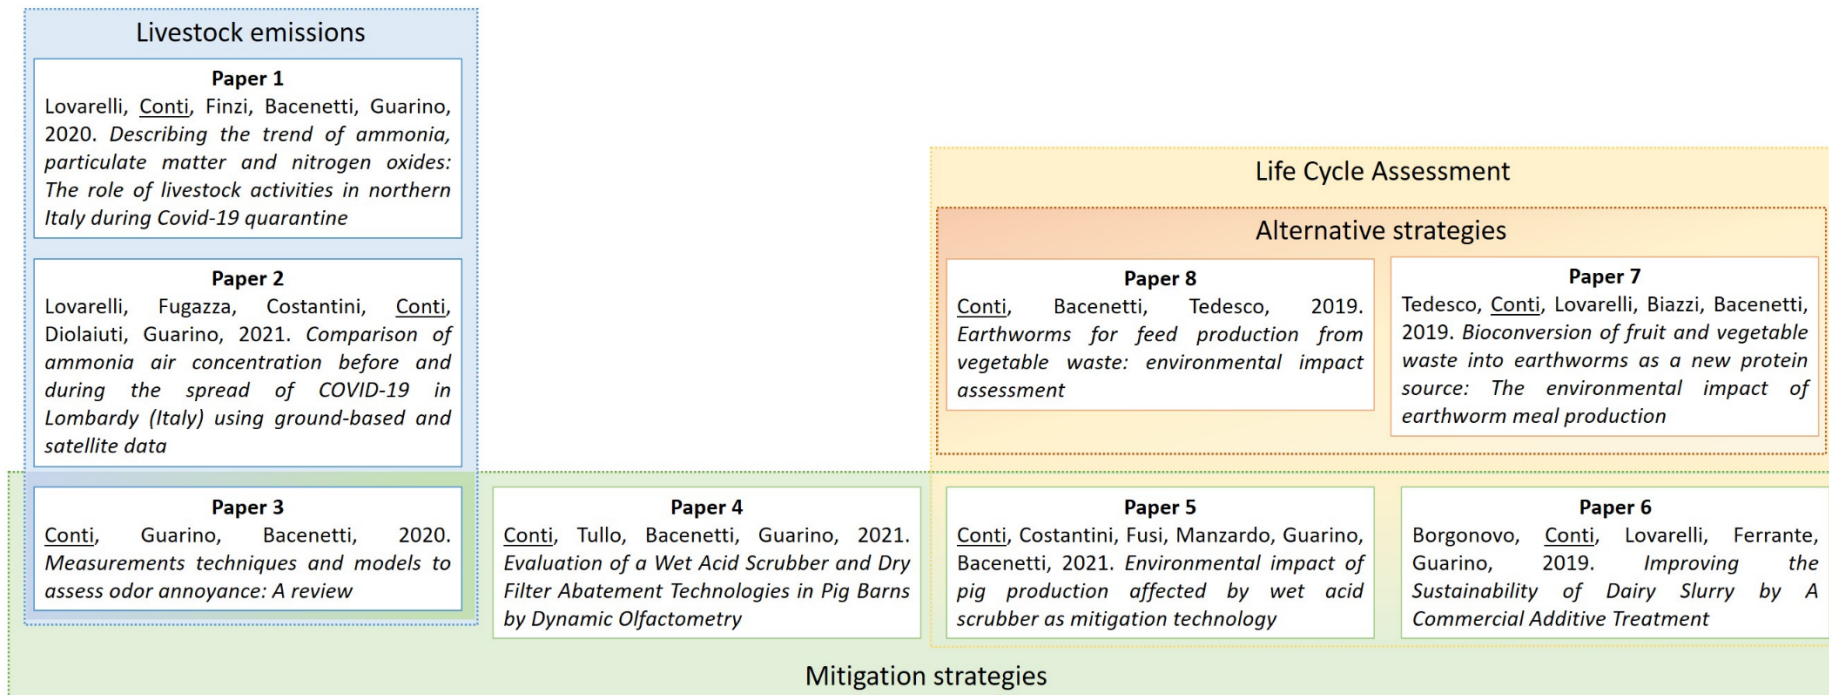 Livestock emissions
Paper 1
Lovarelli, Conti, Finzi, Bacenetti, Guarino,
2020. Describing the trend of ammonia,
particulate matter and nitrogen oxides:
The role of livestock activities in northern
Italy during Covid-19 quarantine
Paper 2
Lovarelli, Fugazza, Costantini, Conti,
Diolaiuti, Guarino, 2021. Comparison of
ammonia air concentration before and
during the spread of COVID-19 in
Lombardy (Italy) using ground-based and
satellite data
Life Cycle Assessment
Alternative strategies
Paper 8
Conti, Bacenetti, Tedesco, 2019.
Earthworms for feed production from
vegetable waste: environmental impact
assessment
Paper 7
Tedesco, Conti, Lovarelli, Biazzi, Bacenetti,
2019. Bioconversion of fruit and vegetable
waste into earthworms as a new protein
source: The environmental impact of
earthworm meal production
Paper 3
Conti, Guarino, Bacenetti, 2020.
Measurements techniques and models to
assess odor annoyance: A review
Paper 4
Conti, Tullo, Bacenetti, Guarino, 2021.
Evaluation of a Wet Acid Scrubber and Dry
Filter Abatement Technologies in Pig Barns
by Dynamic Olfactometry
Paper 5
Conti, Costantini, Fusi, Manzardo, Guarino,
Bacenetti, 2021. Environmental impact of
pig production affected by wet acid
scrubber as mitigation technology
Paper 6
Borgonovo, Conti, Lovarelli, Ferrante,
Guarino, 2019. Improving the
Sustainability of Dairy Slurry by A
Commercial Additive Treatment
Mitigation strategies